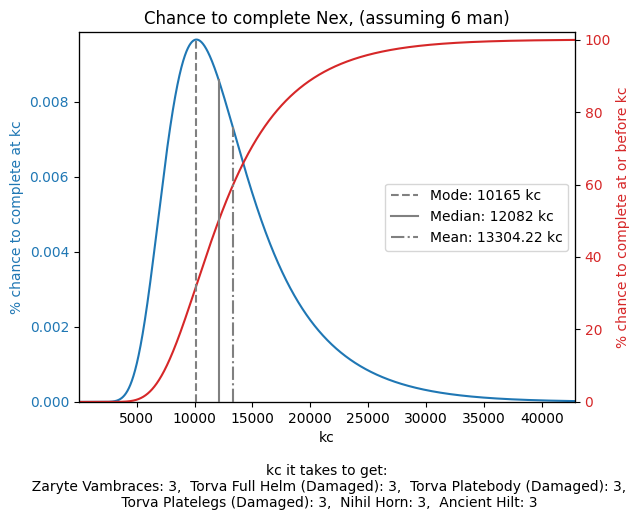 Chance to complete Nex, (assuming 6 man)
% chance to complete at kc
0.008
0.006
0.004
0.002
0.000
100
80
60
40
20
0
% chance to complete at or before kc
Mode: 10165 kc
Median: 12082 kc
Mean: 13304.22 kc
5000 10000 15000 20000 25000 30000 35000 40000
kc
kc it takes to get:
Zaryte Vambraces: 3, Torva Full Helm (Damaged): 3, Torva Platebody (Damaged): 3,
Torva Platelegs (Damaged): 3, Nihil Horn: 3, Ancient Hilt: 3